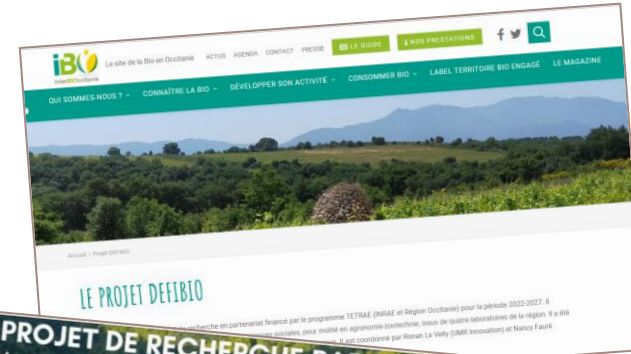 iBO
InterBIOccitanie
Le site de la Bio en Occitanie
ACTUS AGENDA CONTACT PRESSE LE GUIDE NOS PRESTATIONS
QUI SOMMES-NOUS ? CONNAÎTRE LA BIO DÉVELOPPER SON ACTIVITÉ CONSOMMER BIO LABEL TERRITOIRE BIO ENGAGÉ LE MAGAZINE
Accueil / Projet DEFIBIO
LE PROJET DEFIBIO
recherche en partenariat financé par le programme TETRAE (INRAE et Région Occitanie) pour la période 2022-2027. Il
sociales, pour moitié en agronomie-zootechnie, issus de quatre laboratoires de la région. Il a été
Il est coordonné par Ronan Le Velly (UMR Innovation) et Nancy Fauré
PROJET DE RECHERCHE